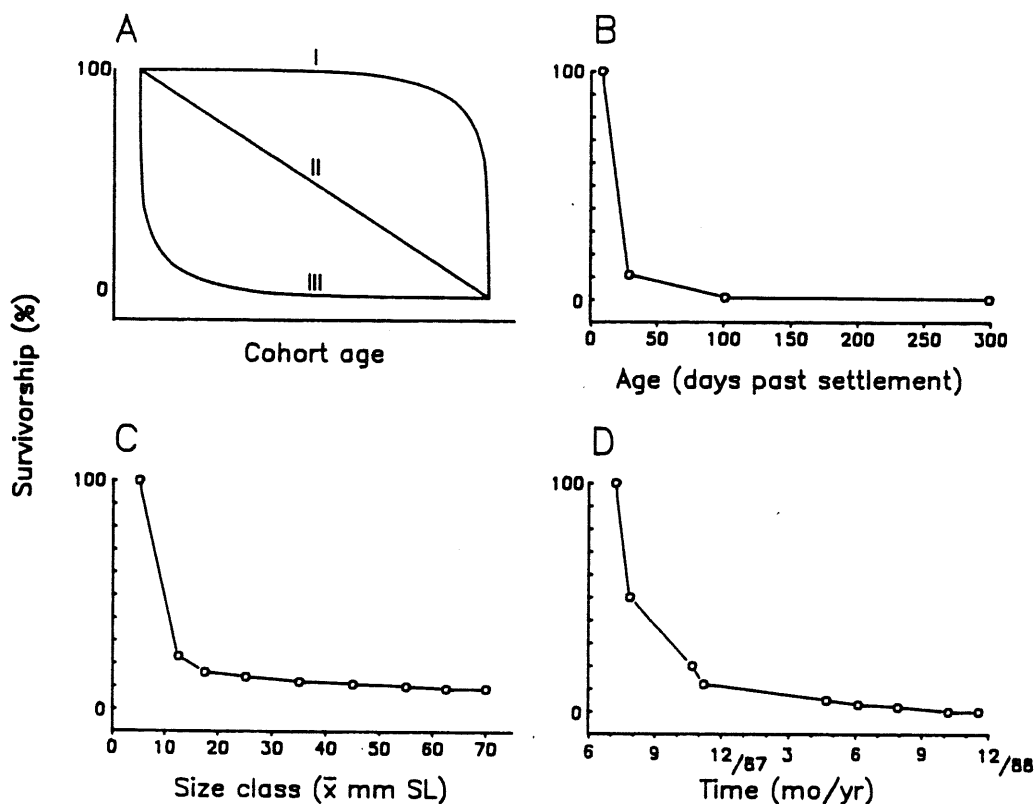 Survivorship (%)
A
100
0
I
II
III
Cohort age
B
100
0
0 50 100 150 200 250 300
Age (days past settlement)
C
100
0
0 10 20 30 40 50 60 70
Size class (x̄ mm SL)
D
100
0
6 9 12/87 3 6 9 12/88
Time (mo/yr)